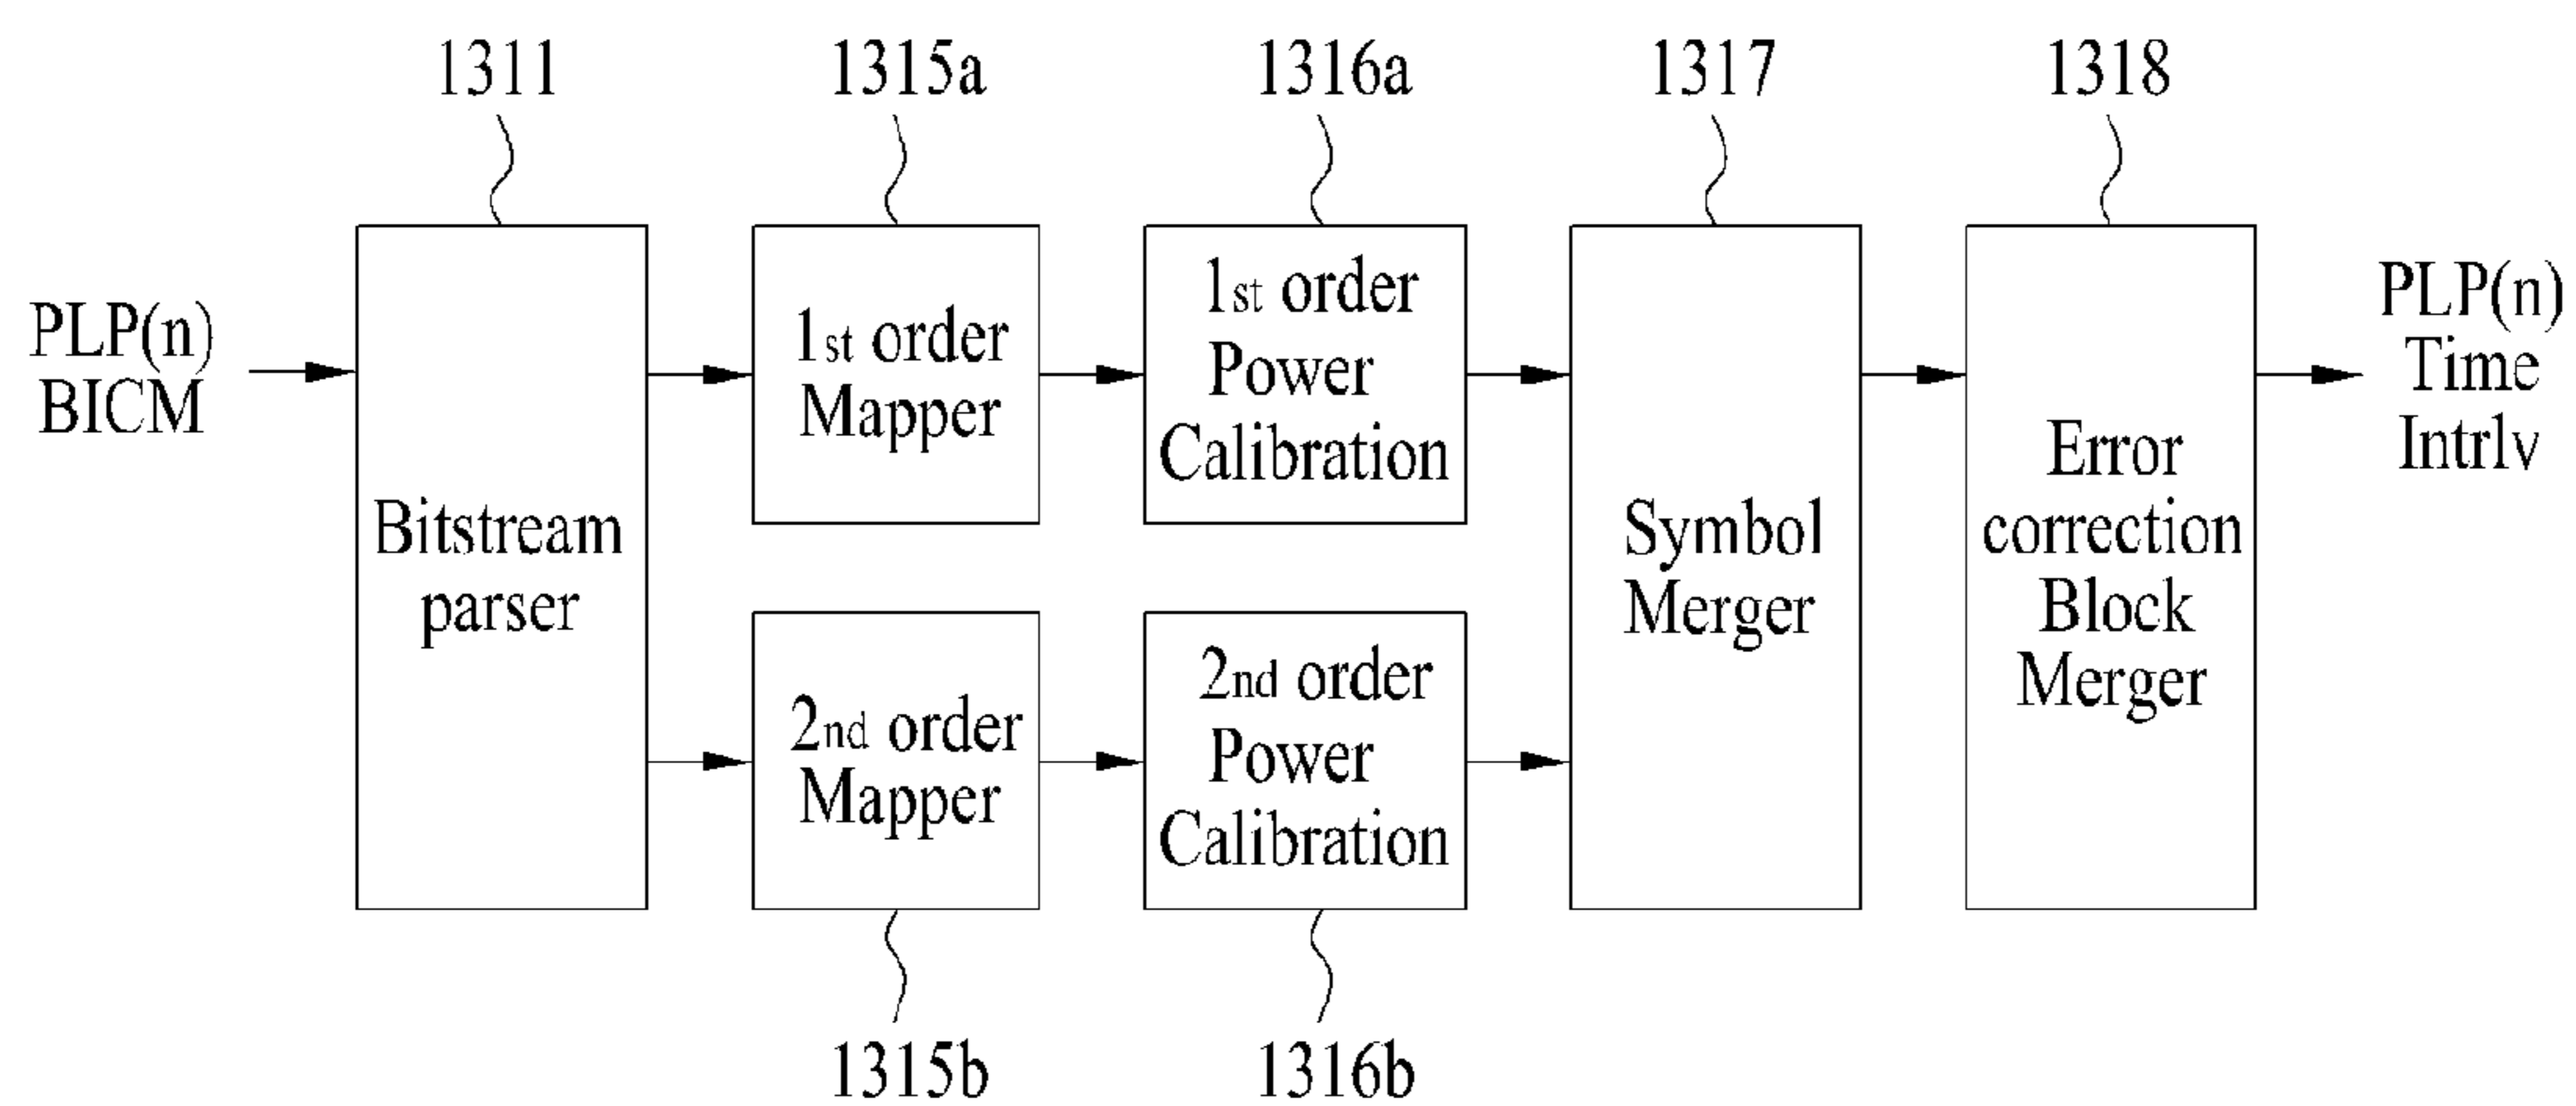 1311
1315a
1316a
1317
1318
PLP(n)
BICM
Bitstream
parser
1st order
Mapper
1st order
Power
Calibration
2nd order
Mapper
2nd order
Power
Calibration
Symbol
Merger
Error
correction
Block
Merger
PLP(n)
Time
Intrlv
1315b
1316b